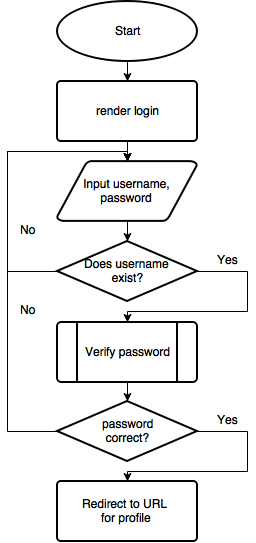 Start
render login
Input username,
password
No
Does username
exist?
Yes
No
Verify password
password
correct?
Yes
Redirect to URL
for profile